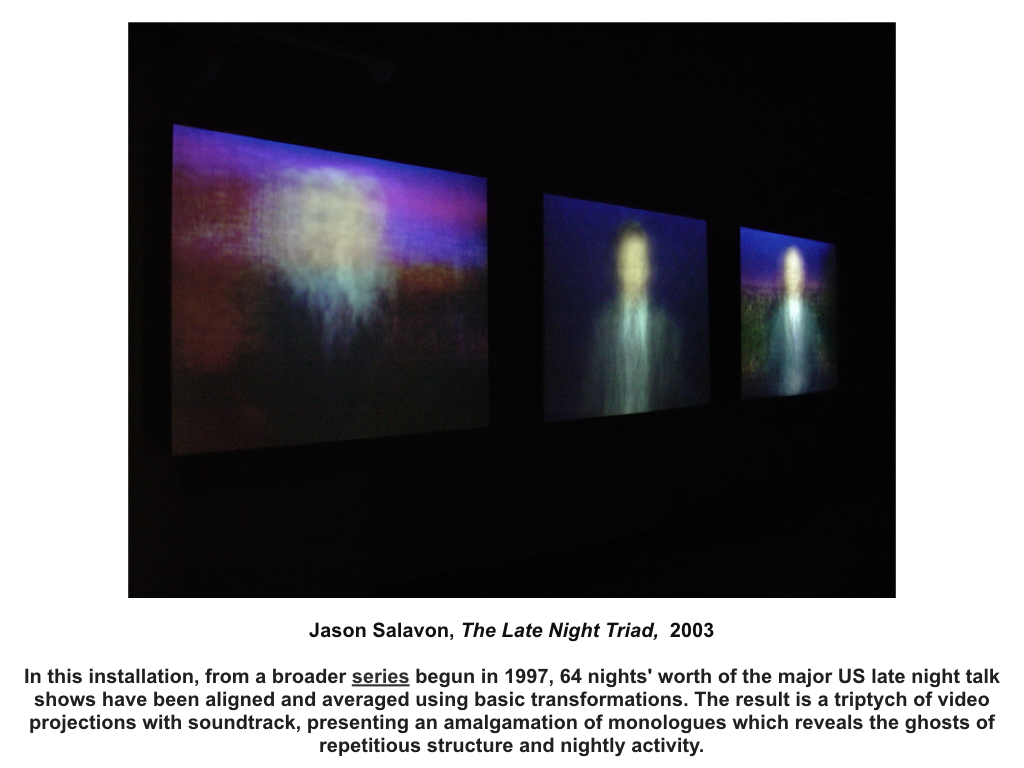 Jason Salavon, The Late Night Triad, 2003
In this installation, from a broader series begun in 1997, 64 nights' worth of the major US late night talk
shows have been aligned and averaged using basic transformations. The result is a triptych of video
projections with soundtrack, presenting an amalgamation of monologues which reveals the ghosts of
repetitious structure and nightly activity.